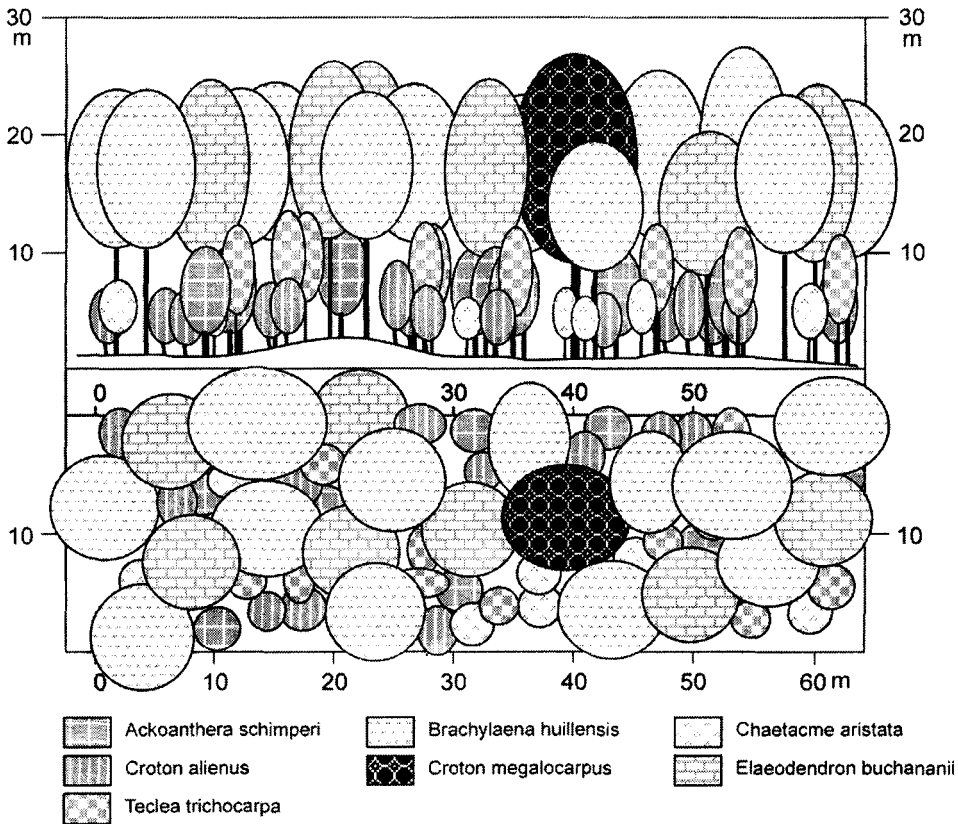 30 30
m m
20 20
10 10
0 30 40 50
10 10
0 10 20 30 40 50 60 m
Ackoanthera schimperi Brachylaena huillensis Chaetacme aristata
Croton alienus Croton megalocarpus Elaeodendron buchananii
Teclea trichocarpa